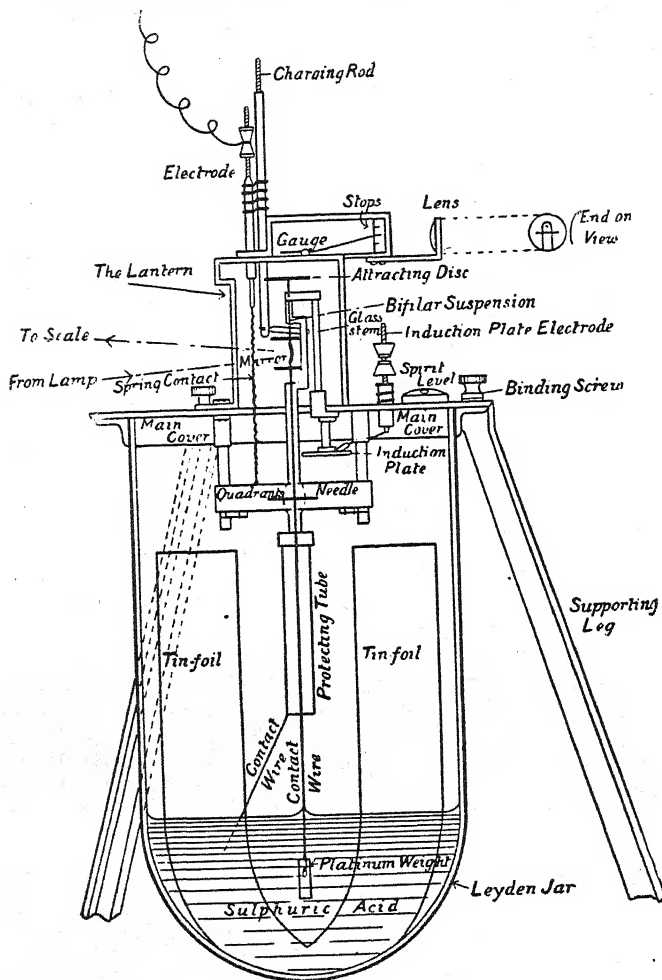 Charging Rod
Electrode
Stops
Lens
End on
View
Gauge
The Lantern
Attracting Disc
Bifilar Suspension
Glass
stem
Induction Plate Electrode
To Scale
Mirror
From Lamp
Spring Contact
Spirit
Level
Binding Screw
Main
Cover
Main
Cover
Induction
Plate
Quadrants
Needle
Protecting Tube
Supporting
Leg
Tin-foil
Tin-foil
Contact
Wire
Contact
Wire
Platinum Weight
Leyden Jar
Sulphuric Acid